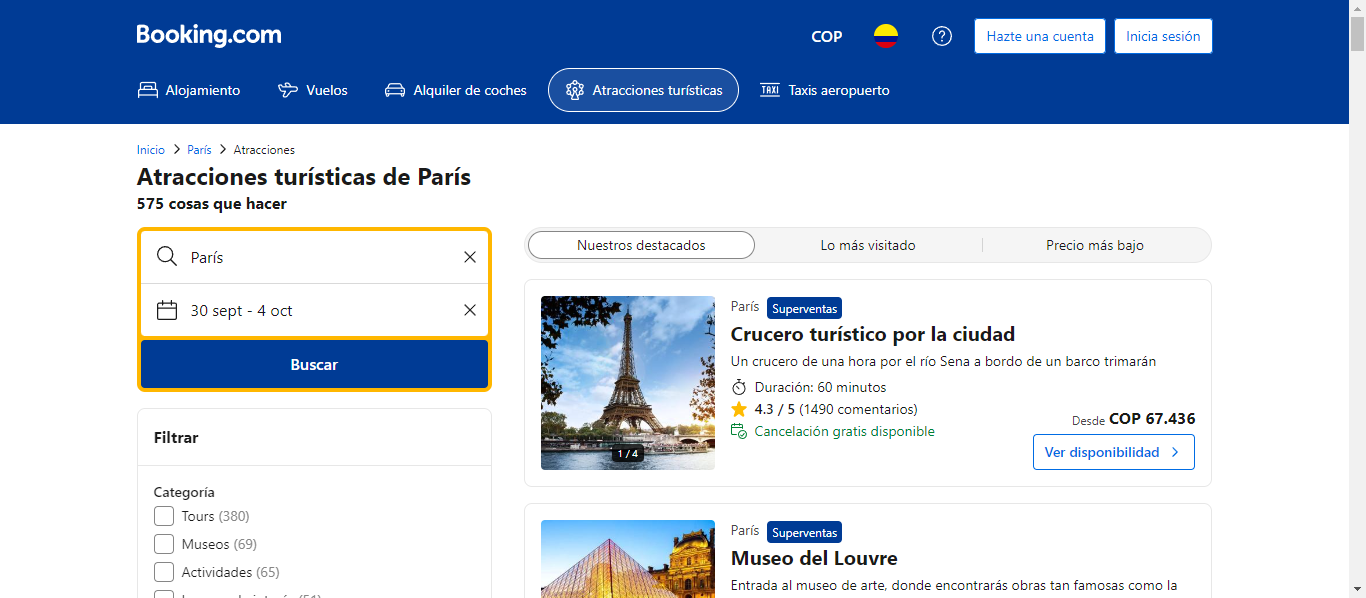 Booking.com
COP
Hazte una cuenta
Inicia sesión
Alojamiento
Vuelos
Alquiler de coches
Atracciones turísticas
TAXI Taxis aeropuerto
Inicio > París > Atracciones
Atracciones turísticas de París
575 cosas que hacer
París
30 sept - 4 oct
Buscar
Filtrar
Categoría
Tours (380)
Museos (69)
Actividades (65)
Nuestros destacados
Lo más visitado
Precio más bajo
1 / 4
París Superventas
Crucero turístico por la ciudad
Un crucero de una hora por el río Sena a bordo de un barco trimarán
Duración: 60 minutos
4.3 / 5 (1490 comentarios)
Cancelación gratis disponible
Desde COP 67.436
Ver disponibilidad
París Superventas
Museo del Louvre
Entrada al museo de arte, donde encontrarás obras tan famosas como la